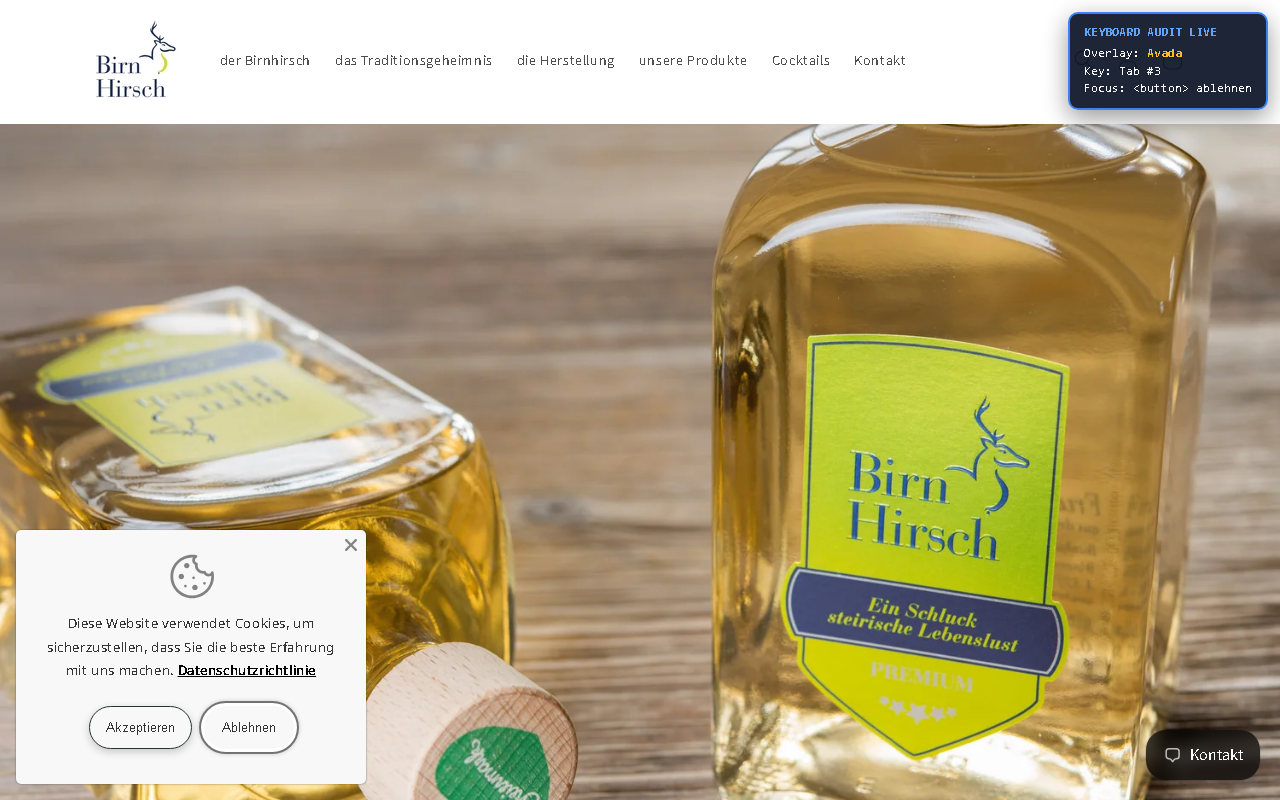 Birn
Hirsch
der Birnhirsch
das Traditionsgeheimnis
die Herstellung
unsere Produkte
Cocktails
Kontakt
KEYBOARD AUDIT LIVE
Overlay: Avada
Key: Tab #3
Focus: <button> ablehnen
Birn
Hirsch
Birn
Hirsch
Ein Schluck
steirische Lebenslust
PREMIUM
Diese Website verwendet Cookies, um
sicherzustellen, dass Sie die beste Erfahrung
mit uns machen. Datenschutzrichtlinie
Akzeptieren
Ablehnen
Kontakt